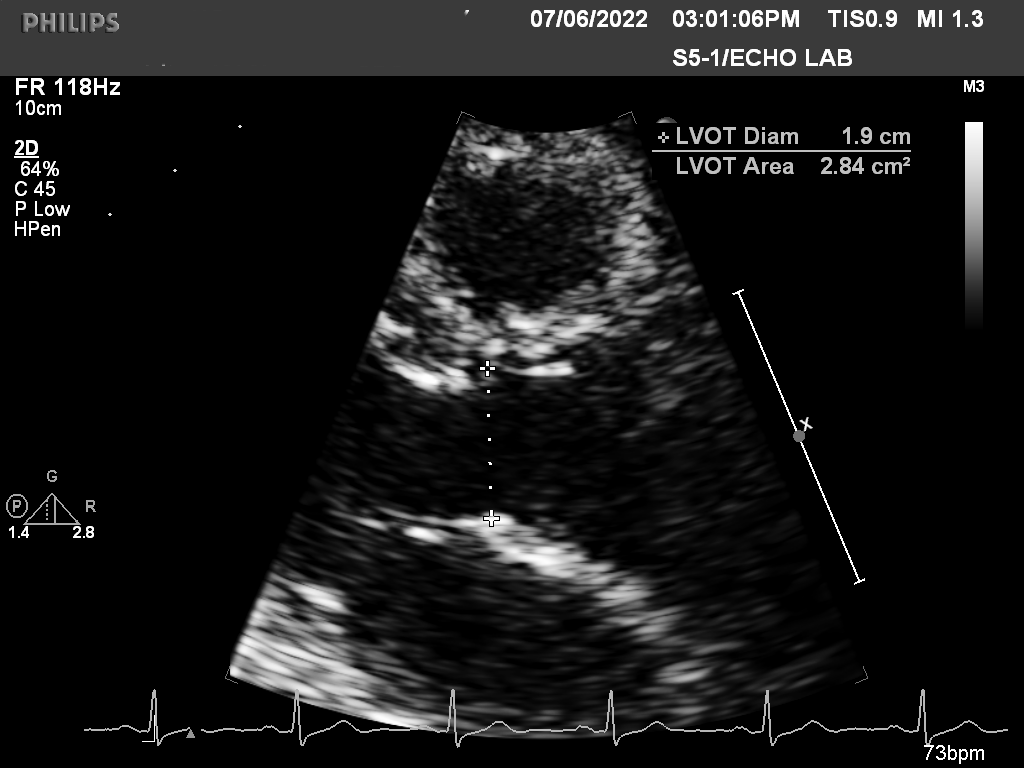 PHILIPS
07/06/2022 03:01:06PM TIS0.9 MI 1.3
S5-1/ECHO LAB
FR 118Hz
10cm
M3
2D
64%
C 45
P Low
HPen
LVOT Diam 1.9 cm
LVOT Area 2.84 cm²
X
G
P R
1.4 2.8
73bpm